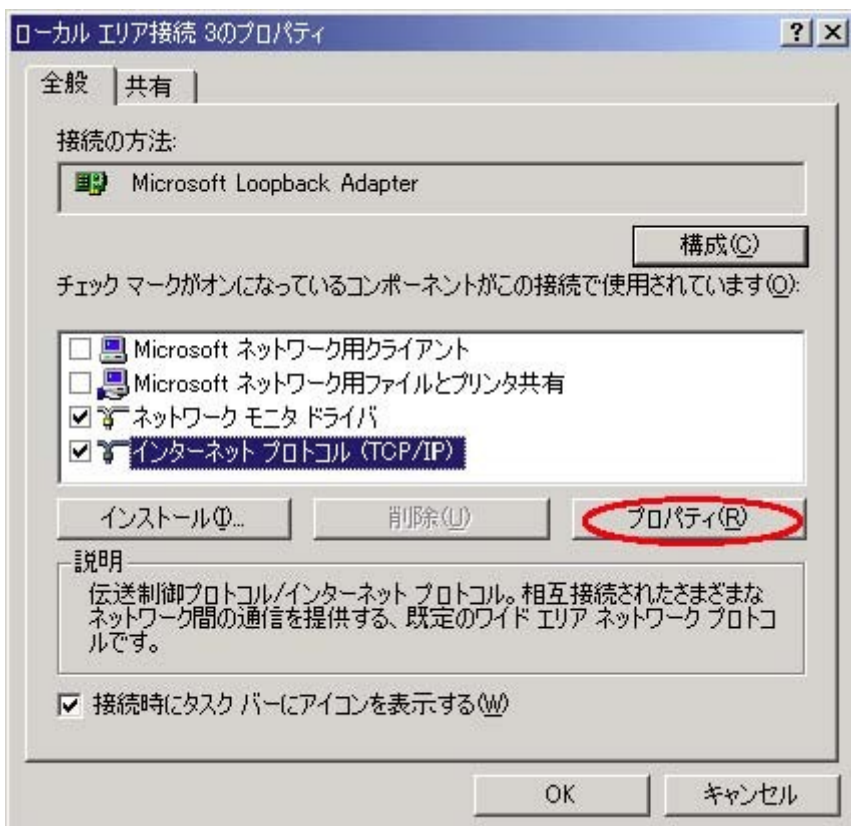 ローカル エリア接続 3のプロパティ
全般
共有
接続の方法:
Microsoft Loopback Adapter
構成(C)
チェック マークがオンになっているコンポーネントがこの接続で使用されています(O):
Microsoft ネットワーク用クライアント
Microsoft ネットワーク用ファイルとプリンタ共有
ネットワーク モニタ ドライバ
インターネット プロトコル (TCP/IP)
インストール(I)...
削除(U)
プロパティ(R)
説明
伝送制御プロトコル/インターネット プロトコル。相互接続されたさまざまな
ネットワーク間の通信を提供する、既定のワイド エリア ネットワーク プロトコ
ルです。
接続時にタスク バーにアイコンを表示する(W)
OK
キャンセル